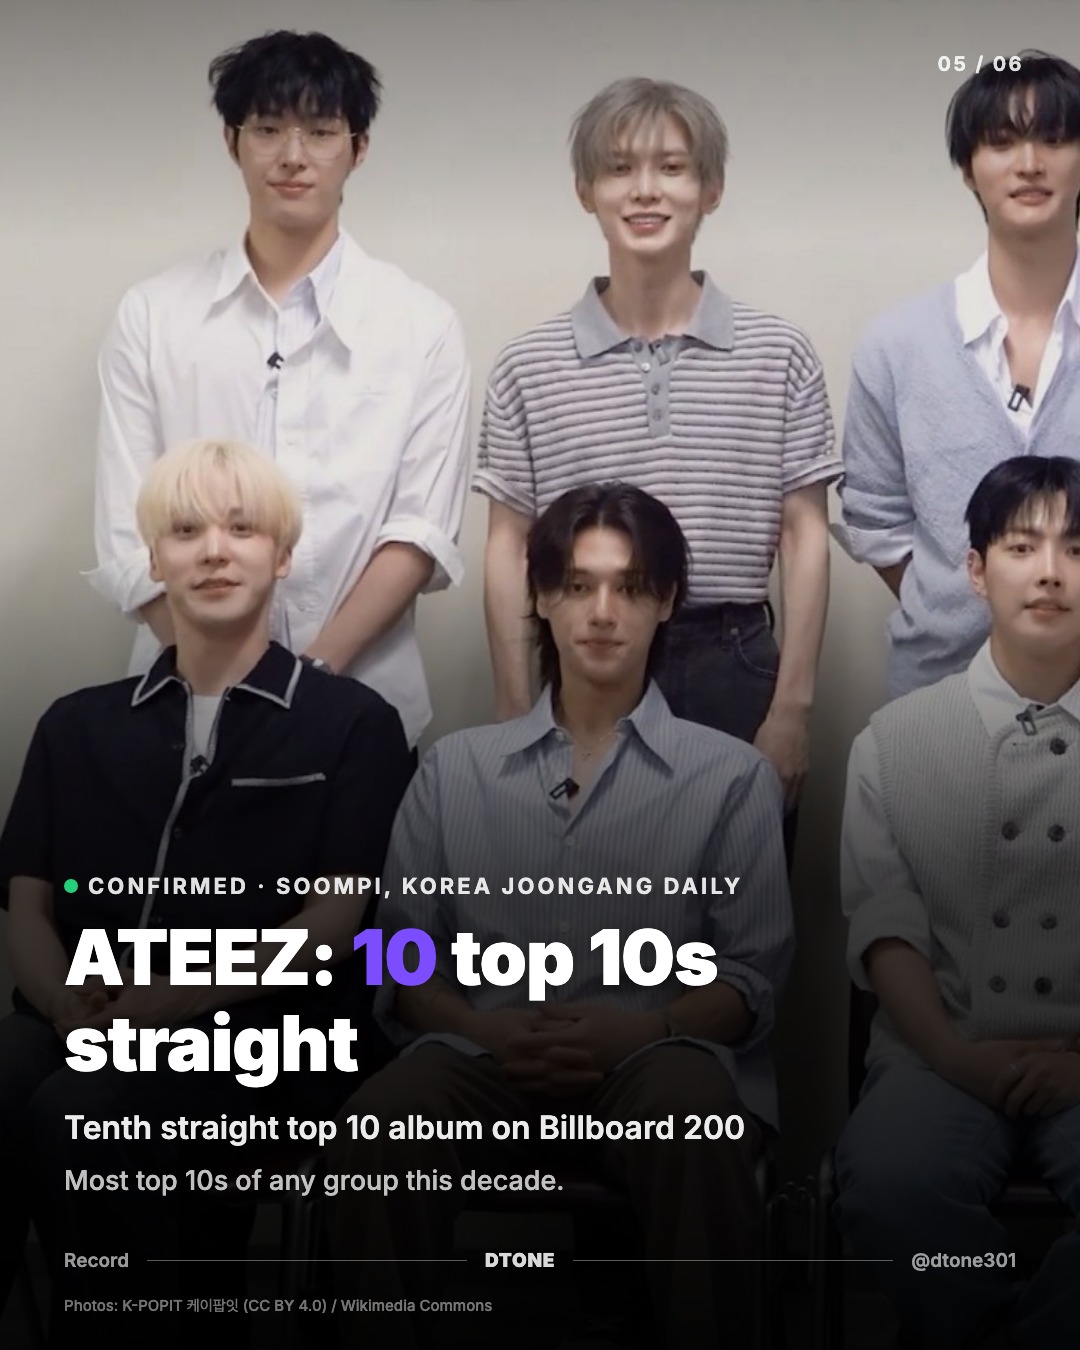 05 / 06
CONFIRMED · SOOMPI, KOREA JOONGANG DAILY
ATEEZ: 10 top 10s
straight
Tenth straight top 10 album on Billboard 200
Most top 10s of any group this decade.
Record DTONE @dtone301
Photos: K-POPIT 케이팝잇 (CC BY 4.0) / Wikimedia Commons